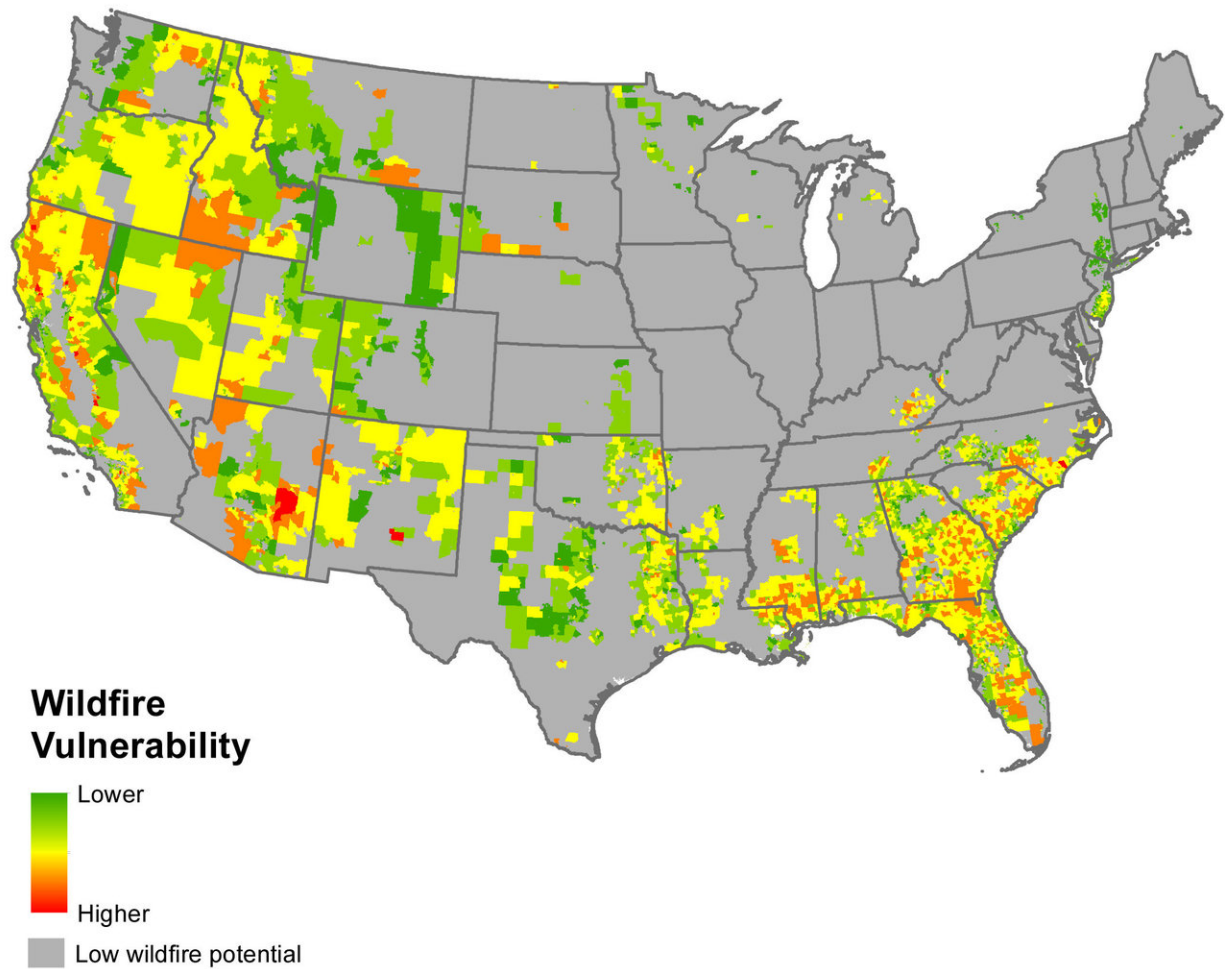 Wildfire
Vulnerability
Lower
Higher
Low wildfire potential